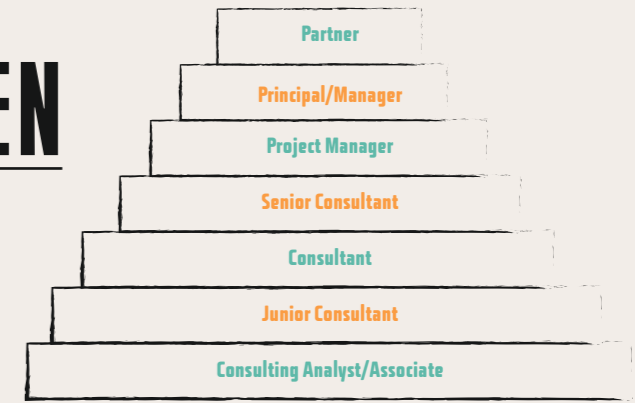 Partner
Principal/Manager
EN
Project Manager
Senior Consultant
Consultant
Junior Consultant
Consulting Analyst/Associate